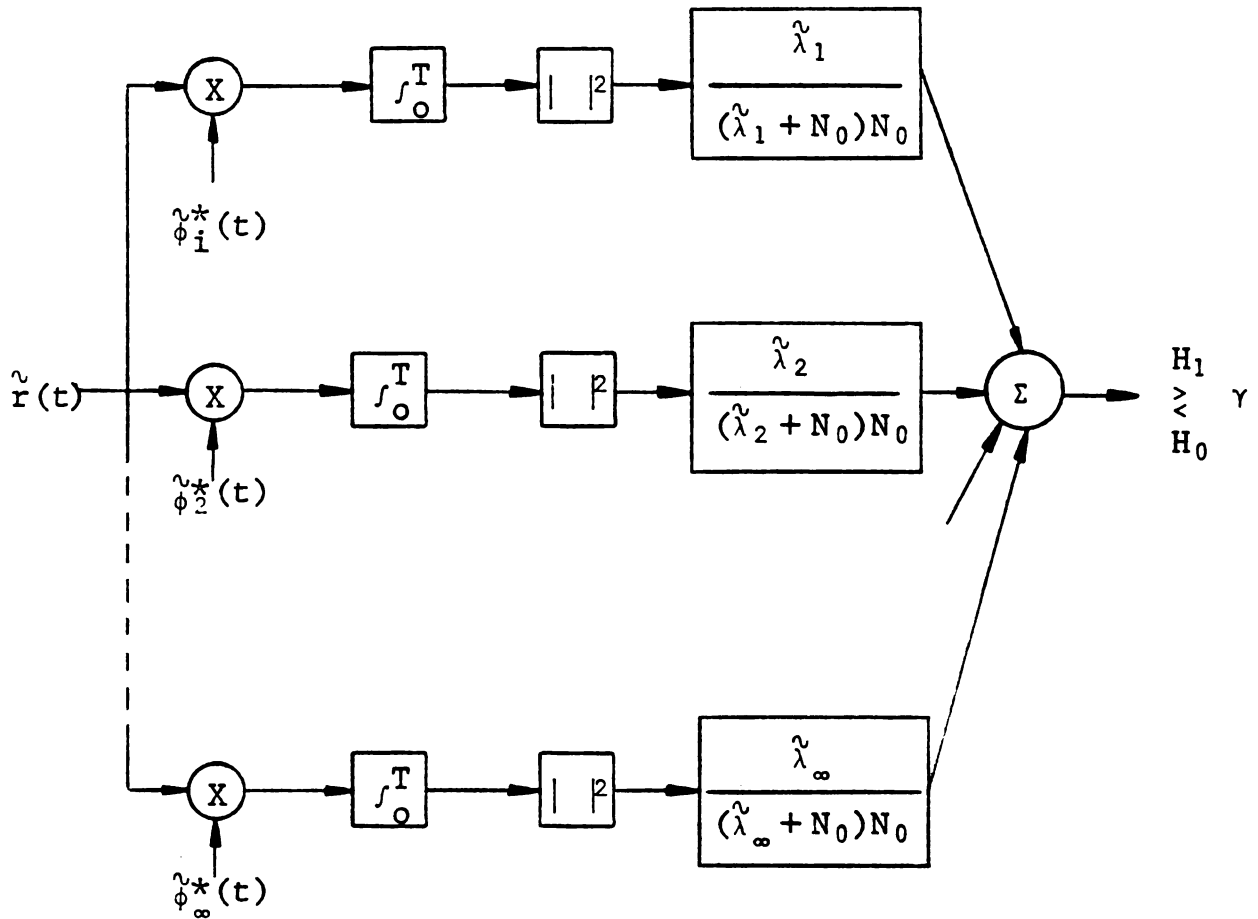 X ∫₀ᵀ | |² λ̃₁ / (λ̃₁ + N₀)N₀
φ̃ᵢ*(t)
r̃(t) X ∫₀ᵀ | |² λ̃₂ / (λ̃₂ + N₀)N₀ Σ H₁ ≷ H₀ γ
φ̃₂*(t)
X ∫₀ᵀ | |² λ̃∞ / (λ̃∞ + N₀)N₀
φ̃∞*(t)